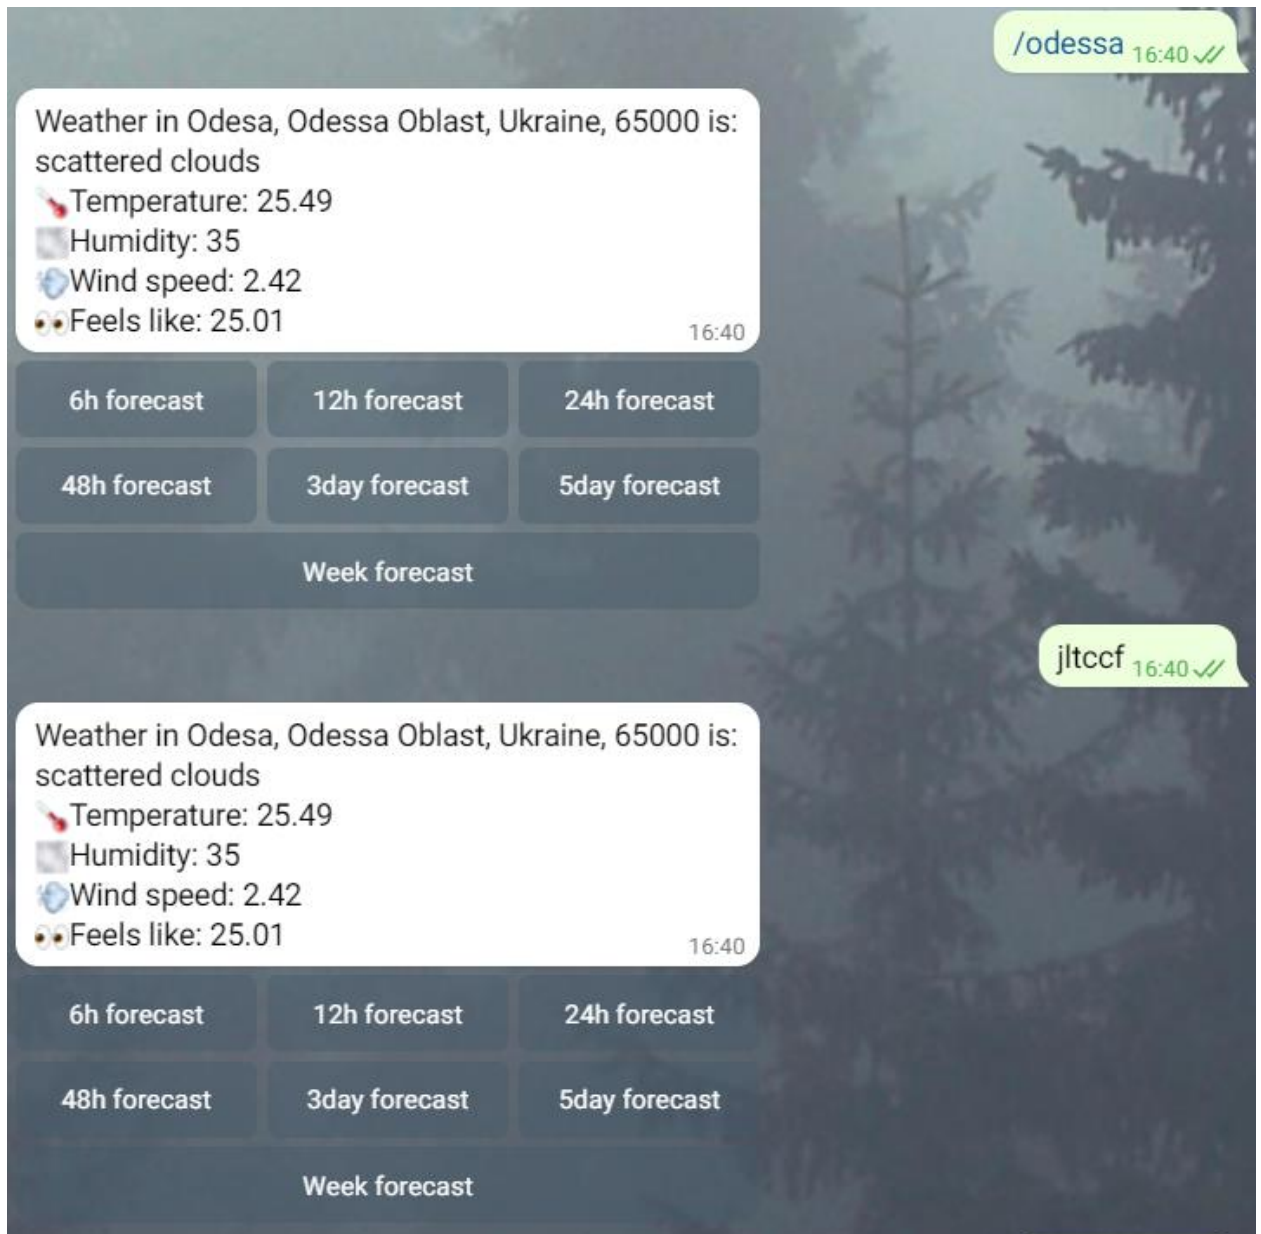 /odessa 16:40
Weather in Odesa, Odessa Oblast, Ukraine, 65000 is:
scattered clouds
🌡Temperature: 25.49
🌫Humidity: 35
💨Wind speed: 2.42
👀Feels like: 25.01
16:40
6h forecast 12h forecast 24h forecast
48h forecast 3day forecast 5day forecast
Week forecast
jltccf 16:40
Weather in Odesa, Odessa Oblast, Ukraine, 65000 is:
scattered clouds
🌡Temperature: 25.49
🌫Humidity: 35
💨Wind speed: 2.42
👀Feels like: 25.01
16:40
6h forecast 12h forecast 24h forecast
48h forecast 3day forecast 5day forecast
Week forecast